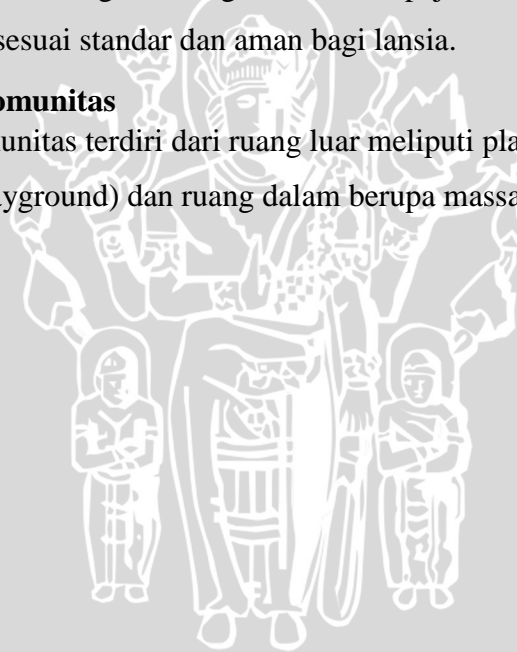 sesuai standar dan aman bagi lansia.
omunitas
unitas terdiri dari ruang luar meliputi pla
yground) dan ruang dalam berupa massa